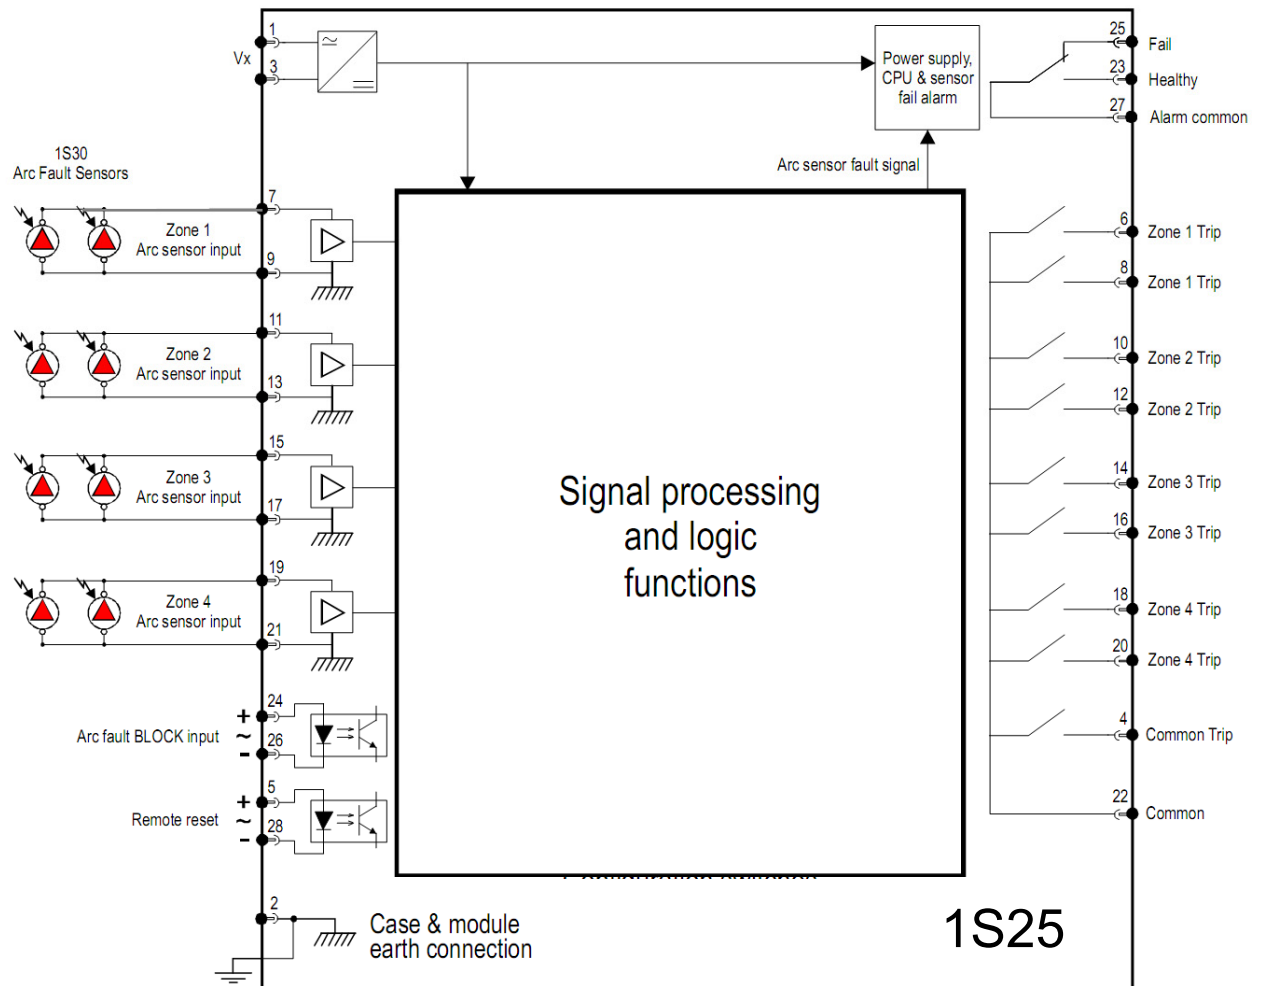 1
25
Fail
Vx
3
Power supply,
CPU & sensor
fail alarm
23
Healthy
27
Alarm common
1S30
Arc Fault Sensors
Arc sensor fault signal
7
Zone 1
Arc sensor input
9
6
Zone 1 Trip
8
Zone 1 Trip
11
Zone 2
Arc sensor input
13
10
Zone 2 Trip
12
Zone 2 Trip
15
Zone 3
Arc sensor input
17
Signal processing
and logic
functions
14
Zone 3 Trip
16
Zone 3 Trip
19
Zone 4
Arc sensor input
21
18
Zone 4 Trip
20
Zone 4 Trip
+
24
Arc fault BLOCK input
~
26
-
4
Common Trip
+
5
Remote reset
~
28
-
22
Common
2
Case & module
earth connection
1S25